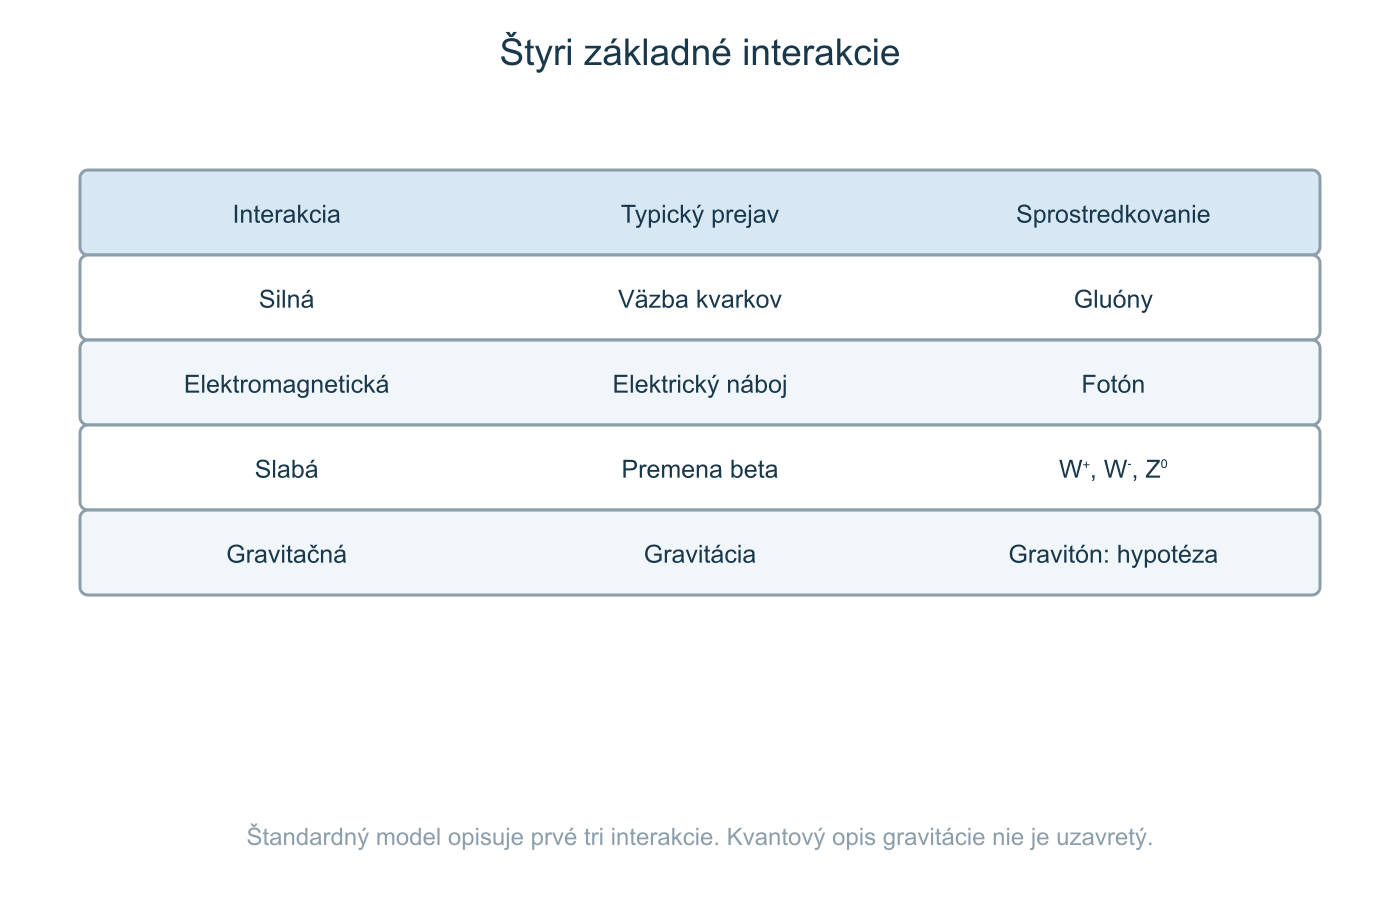 Štyri základné interakcie
Interakcia Typický prejav Sprostredkovanie
Silná Väzba kvarkov Gluóny
Elektromagnetická Elektrický náboj Fotón
Slabá Premena beta W⁺, W⁻, Z⁰
Gravitačná Gravitácia Gravitón: hypotéza
Štandardný model opisuje prvé tri interakcie. Kvantový opis gravitácie nie je uzavretý.